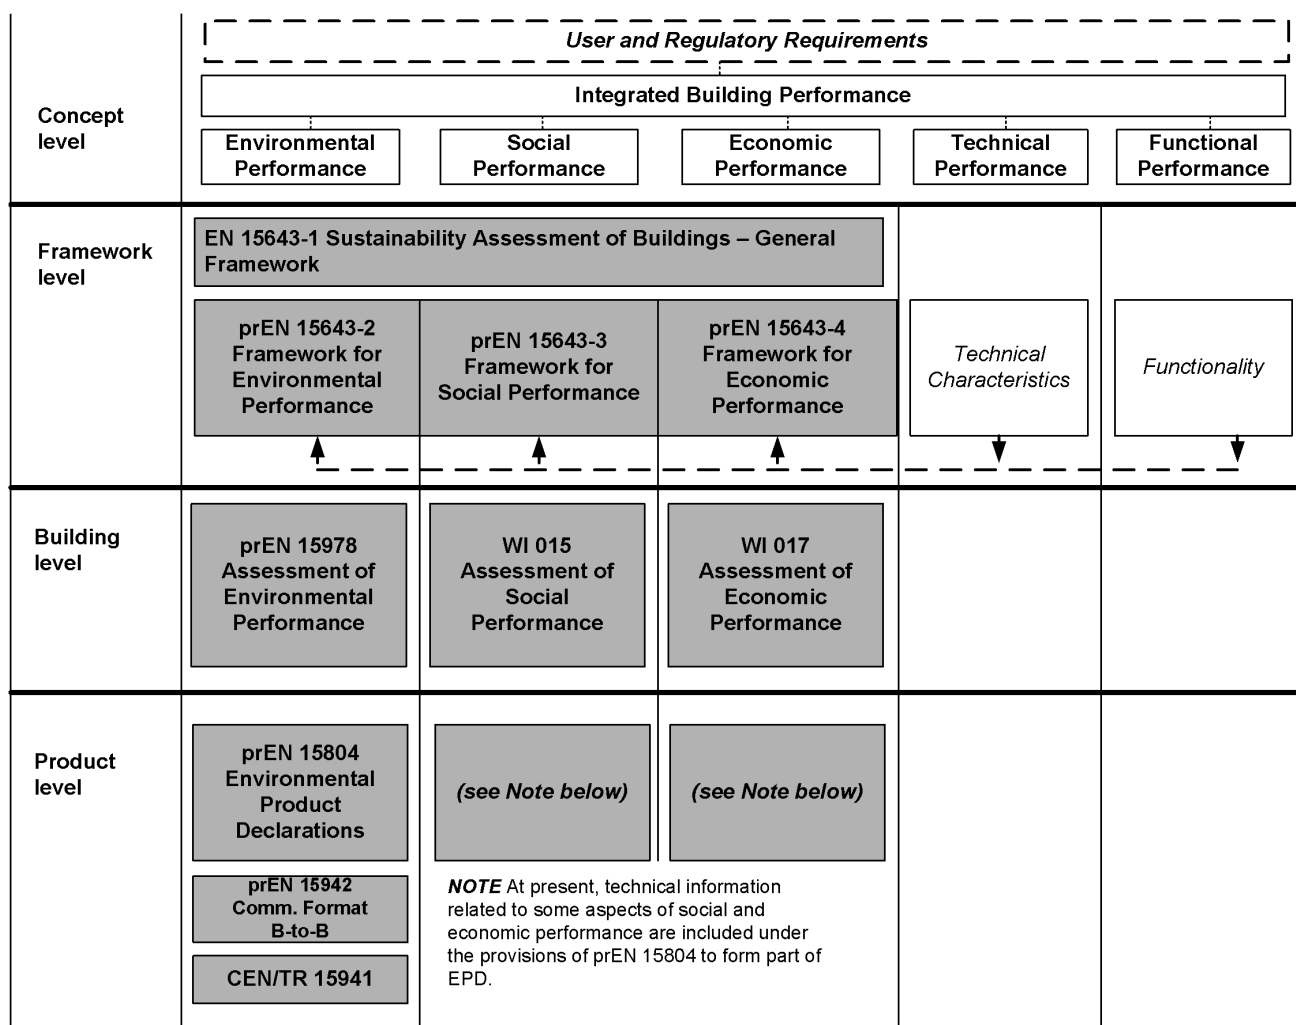 User and Regulatory Requirements
Integrated Building Performance
Concept
level
Environmental
Performance
Social
Performance
Economic
Performance
Technical
Performance
Functional
Performance
Framework
level
EN 15643-1 Sustainability Assessment of Buildings – General
Framework
prEN 15643-2
Framework for
Environmental
Performance
prEN 15643-3
Framework for
Social Performance
prEN 15643-4
Framework for
Economic
Performance
Technical
Characteristics
Functionality
Building
level
prEN 15978
Assessment of
Environmental
Performance
WI 015
Assessment of
Social
Performance
WI 017
Assessment of
Economic
Performance
Product
level
prEN 15804
Environmental
Product
Declarations
(see Note below)
(see Note below)
prEN 15942
Comm. Format
B-to-B
CEN/TR 15941
NOTE At present, technical information
related to some aspects of social and
economic performance are included under
the provisions of prEN 15804 to form part of
EPD.